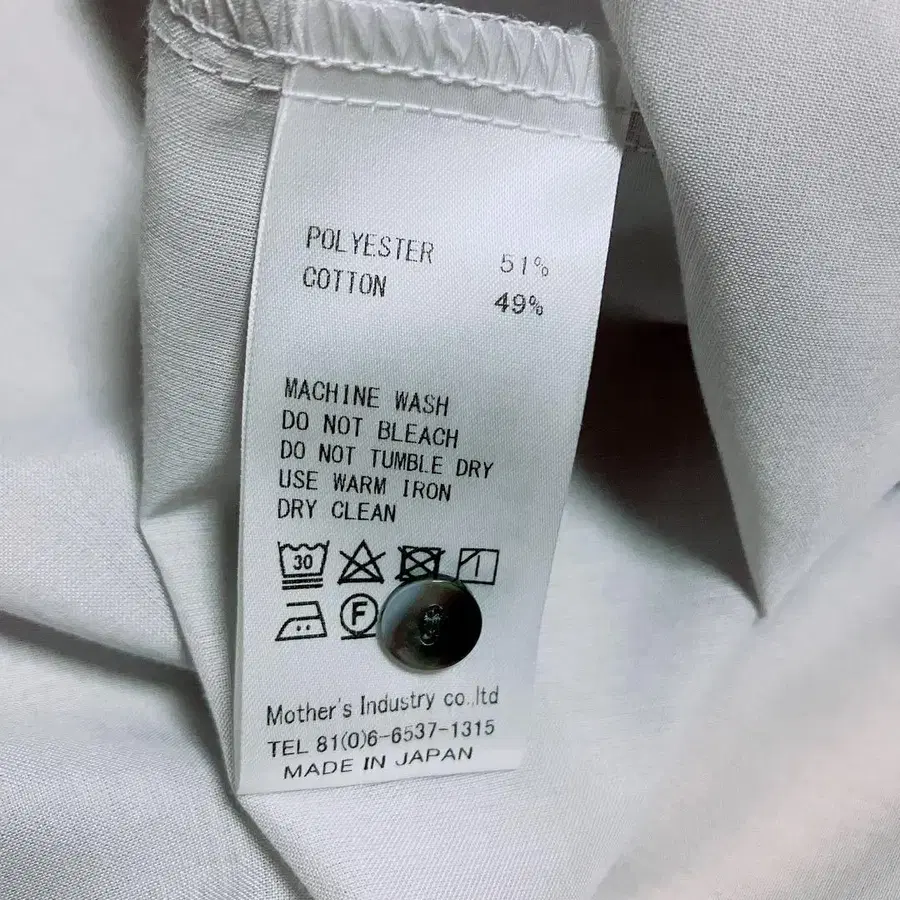 POLYESTER 51%
COTTON 49%
MACHINE WASH
DO NOT BLEACH
DO NOT TUMBLE DRY
USE WARM IRON
DRY CLEAN
30
F
Mother's Industry co.,ltd
TEL 81(0)6-6537-1315
MADE IN JAPAN